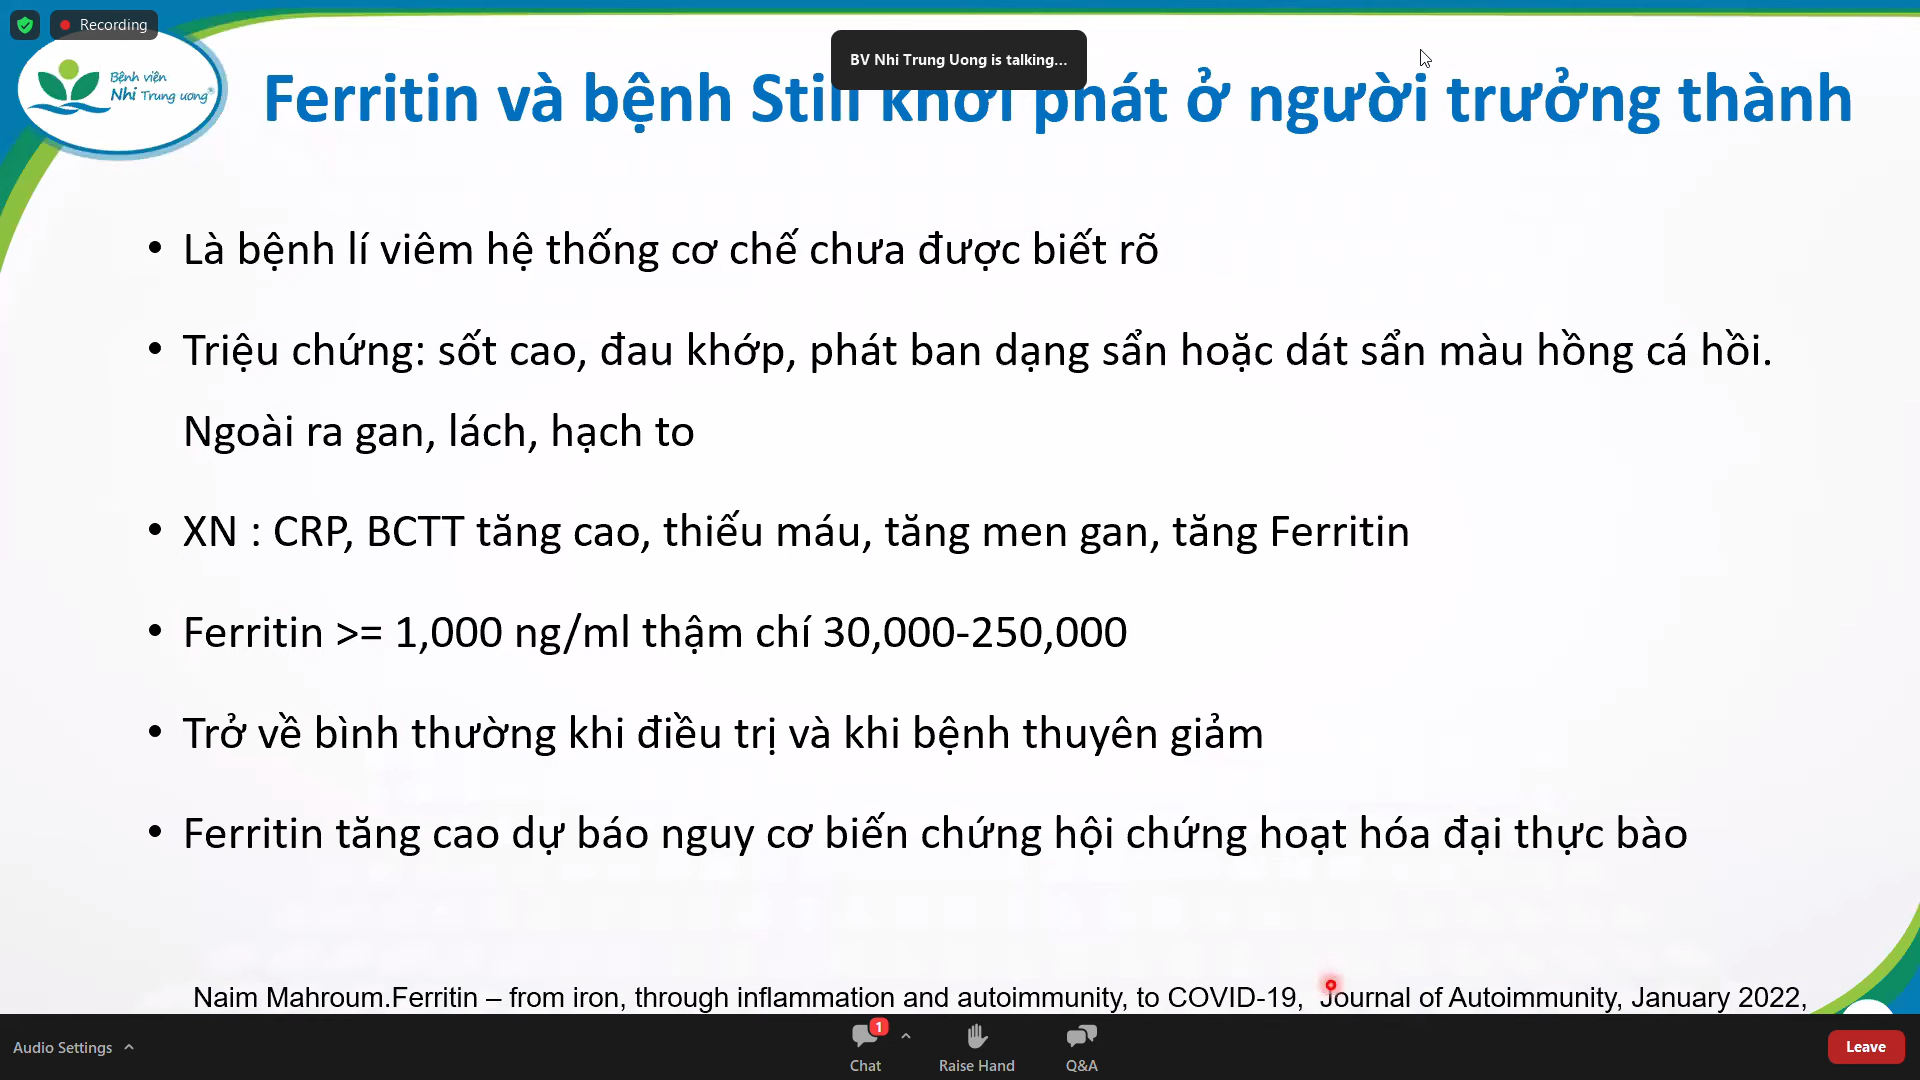 Recording
BV Nhi Trung Uong is talking...
Bệnh viện
Nhi Trung ương
Ferritin và bệnh Still khởi phát ở người trưởng thành
• Là bệnh lí viêm hệ thống cơ chế chưa được biết rõ
• Triệu chứng: sốt cao, đau khớp, phát ban dạng sẩn hoặc dát sẩn màu hồng cá hồi.
Ngoài ra gan, lách, hạch to
• XN : CRP, BCTT tăng cao, thiếu máu, tăng men gan, tăng Ferritin
• Ferritin >= 1,000 ng/ml thậm chí 30,000-250,000
• Trở về bình thường khi điều trị và khi bệnh thuyên giảm
• Ferritin tăng cao dự báo nguy cơ biến chứng hội chứng hoạt hóa đại thực bào
Naim Mahroum.Ferritin – from iron, through inflammation and autoimmunity, to COVID-19, Journal of Autoimmunity, January 2022,
Audio Settings
1
Chat
Raise Hand
Q&A
Leave